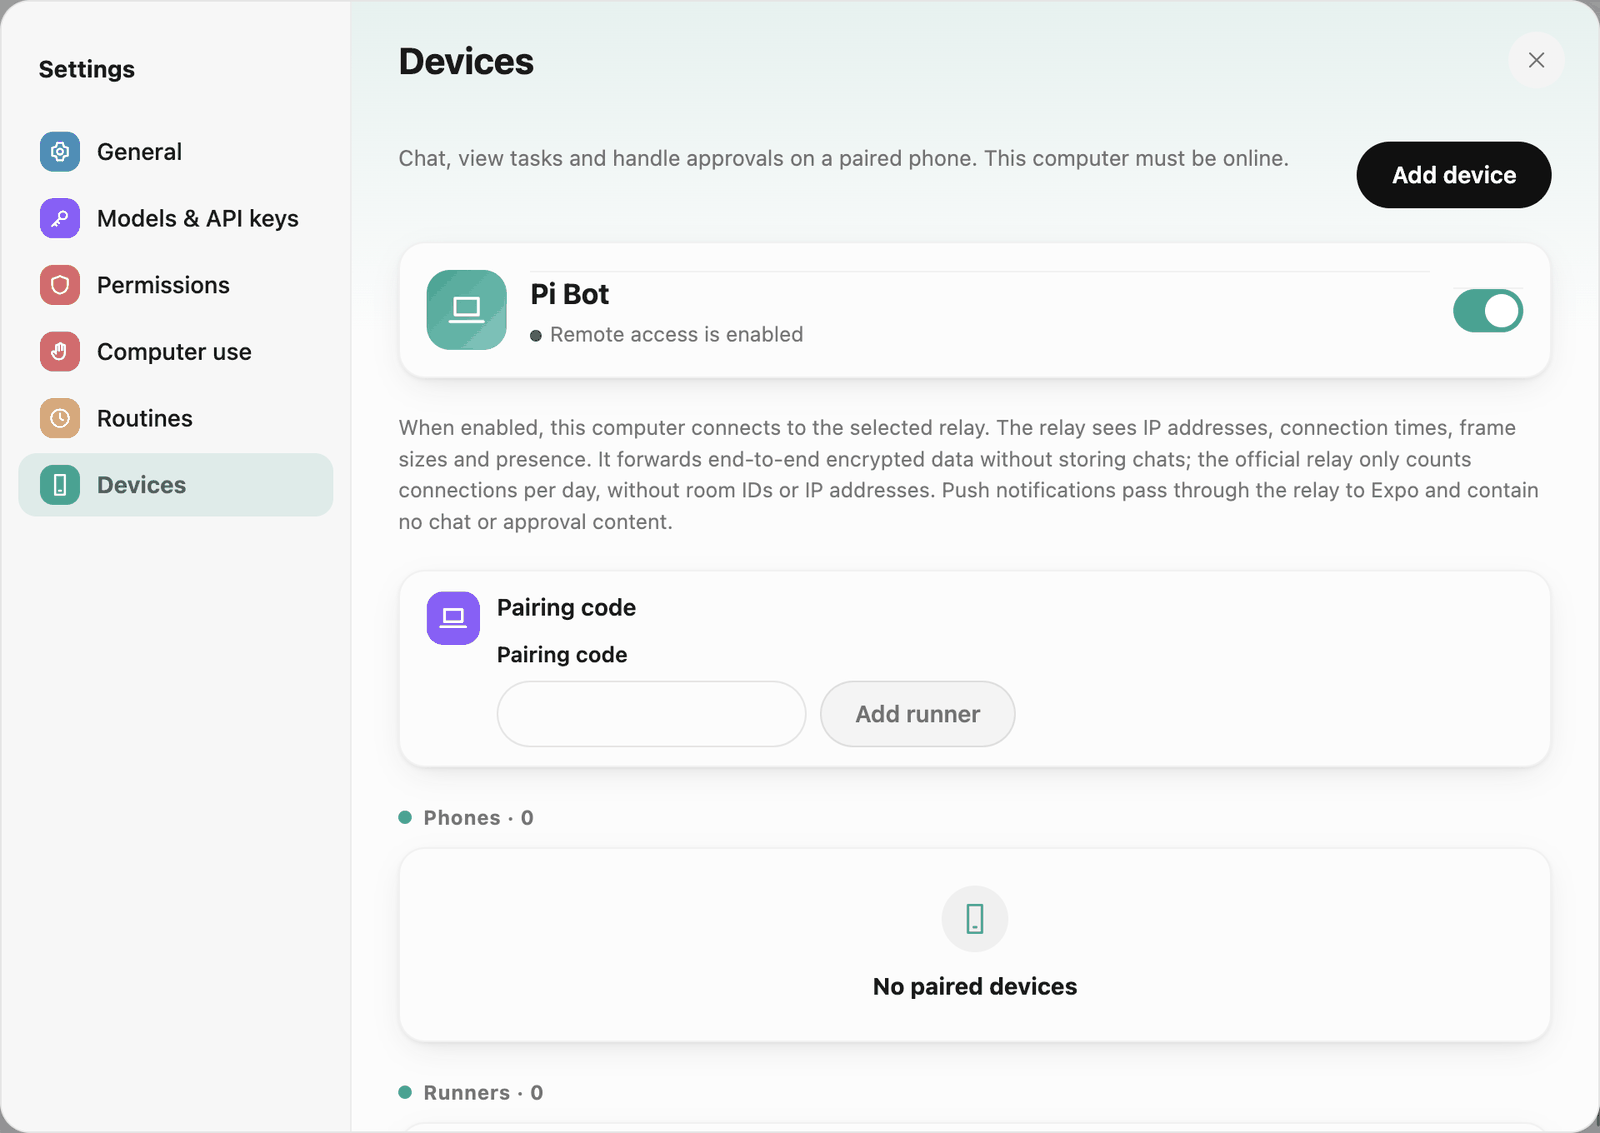 Settings
General
Models & API keys
Permissions
Computer use
Routines
Devices
Devices
Chat, view tasks and handle approvals on a paired phone. This computer must be online.
Add device
Pi Bot
Remote access is enabled
When enabled, this computer connects to the selected relay. The relay sees IP addresses, connection times, frame
sizes and presence. It forwards end-to-end encrypted data without storing chats; the official relay only counts
connections per day, without room IDs or IP addresses. Push notifications pass through the relay to Expo and contain
no chat or approval content.
Pairing code
Pairing code
Add runner
Phones · 0
No paired devices
Runners · 0